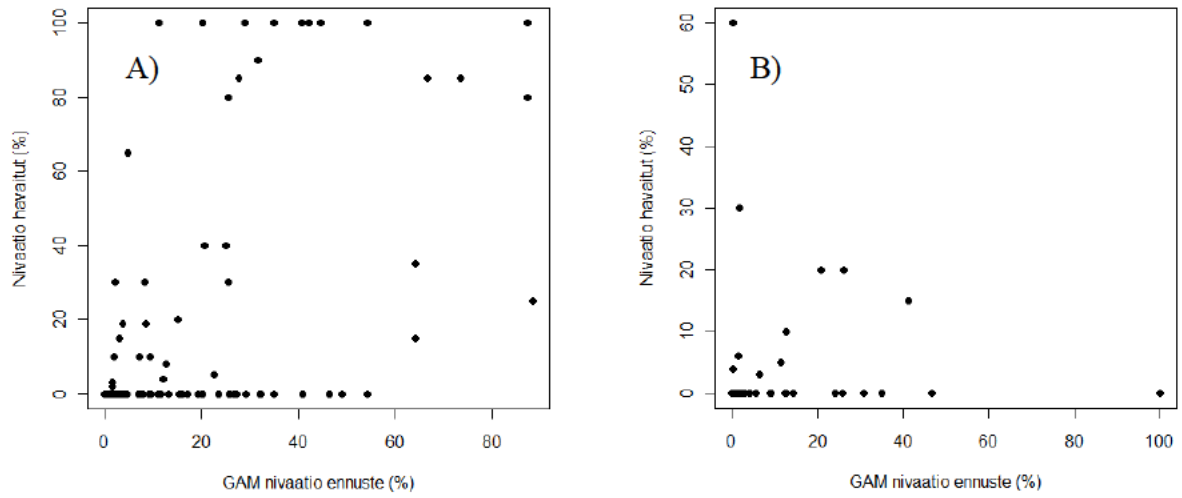 A)
Nivaatio havaitut (%)
100
80
60
40
20
0
0 20 40 60 80
GAM nivaatio ennuste (%)
B)
Nivaatio havaitut (%)
60
50
40
30
20
10
0
0 20 40 60 80 100
GAM nivaatio ennuste (%)